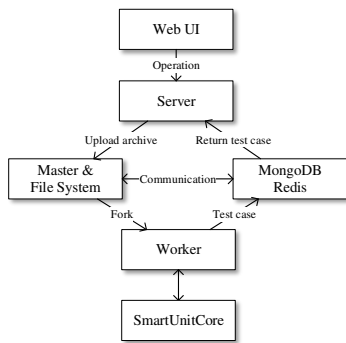 Web UI
Operation
Server
Upload archive
Return test case
Master &
File System
Communication
MongoDB
Redis
Fork
Test case
Worker
SmartUnitCore